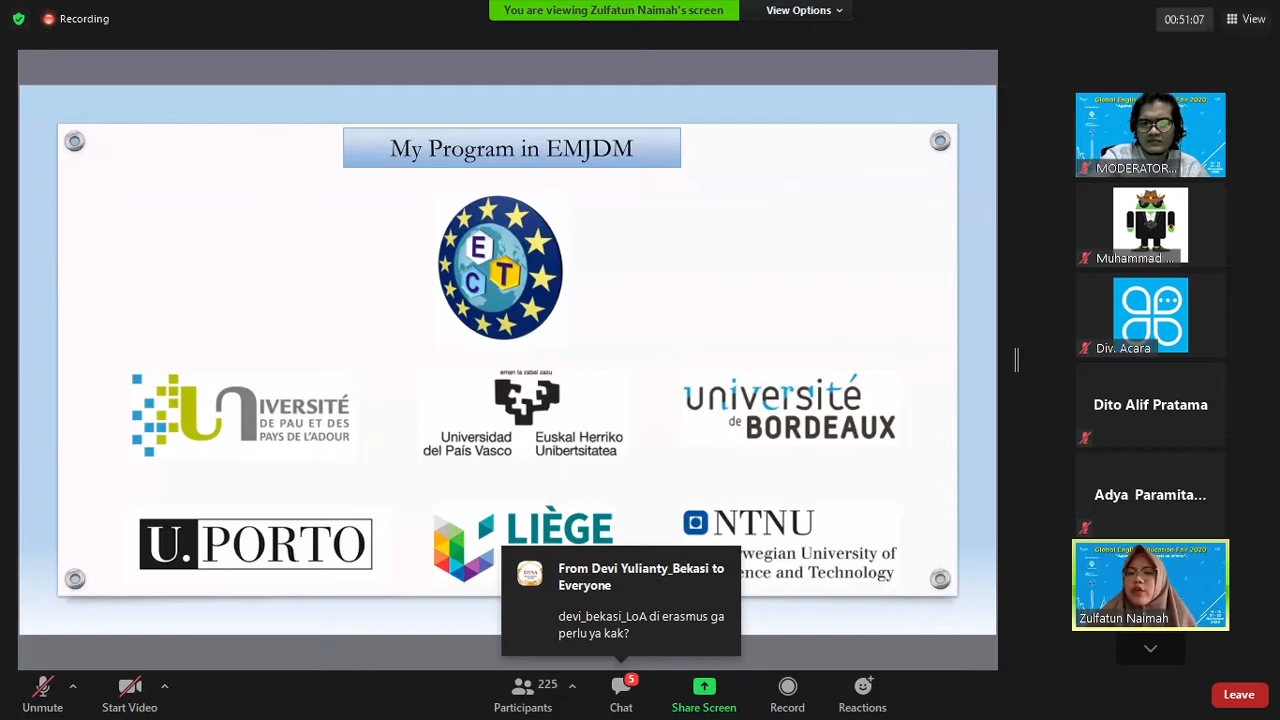 Recording
You are viewing Zulfatun Naimah's screen
View Options
00:51:07
View
My Program in EMJDM
E
T
C
UNIVERSITÉ
DE PAU ET DES
PAYS DE L'ADOUR
eman ta zabal zazu
Universidad
del País Vasco
Euskal Herriko
Unibertsitatea
université
de BORDEAUX
U.PORTO
LIÈGE
NTNU
wegian University of
ence and Technology
From Devi Yulianty_Bekasi to
Everyone
devi_bekasi_LoA di erasmus ga
perlu ya kak?
MODERATOR...
Muhammad ...
Div. Acara
Dito Alif Pratama
Adya Paramita...
Zulfatun Naimah
Unmute
Start Video
225
Participants
5
Chat
Share Screen
Record
Reactions
Leave